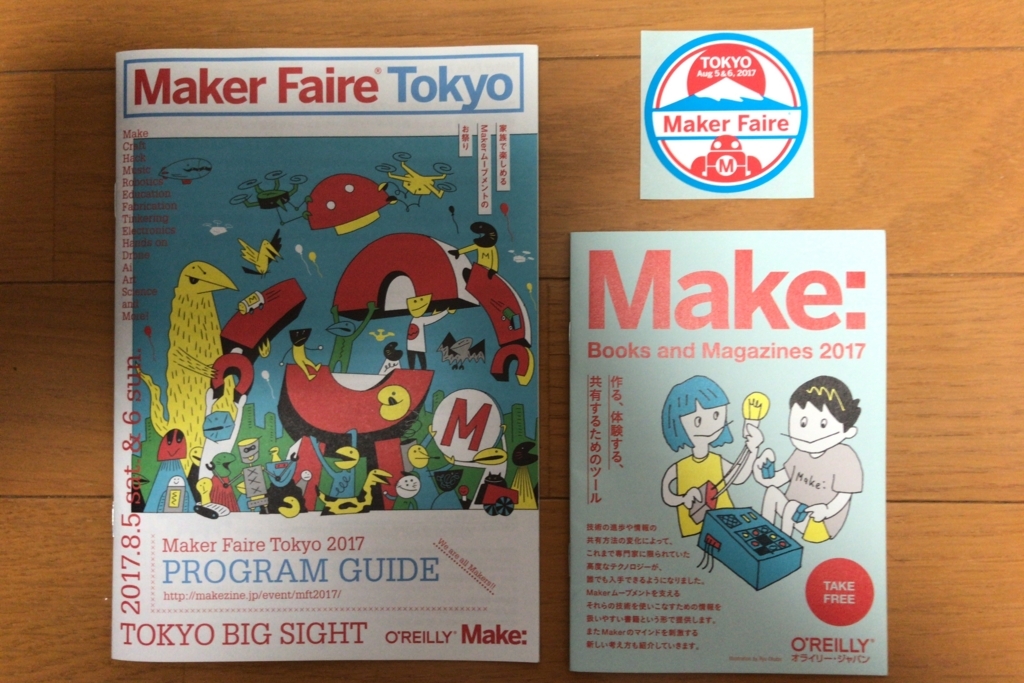 Maker Faire® Tokyo
家族で楽しめる
Makerムーブメントの
お祭り
Make
Craft
Hack
Music
Robotics
Education
Fabrication
Tinkering
Electronics
Hands on
Drone
Ai
Art
Science
and
More!
2017.8.5 sat. & 6 sun.
M
M
Maker Faire Tokyo 2017
PROGRAM GUIDE
http://makezine.jp/event/mft2017/
We are all Makers!!
TOKYO BIG SIGHT
O'REILLY® Make:
TOKYO
Aug 5 & 6, 2017
Maker Faire®
M
Make:
Books and Magazines 2017
作る、体験する、
共有するためのツール
Make:
技術の進歩や情報の
共有方法の変化によって、
これまで専門家に限られていた
高度なテクノロジーが、
誰でも入手できるようになりました。
Makerムーブメントを支える
それらの技術を使いこなすための情報を
扱いやすい書籍という形で提供します。
またMakerのマインドを刺激する
新しい考え方も紹介していきます。
TAKE
FREE
O'REILLY®
オライリー・ジャパン